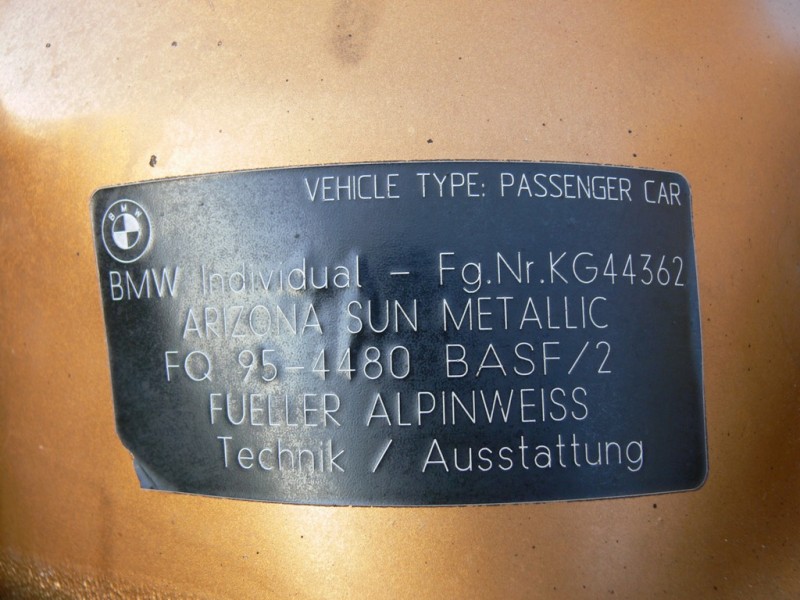 VEHICLE TYPE: PASSENGER CAR
BMW
BMW Individual - Fg.Nr.KG44362
ARIZONA SUN METALLIC
FQ 95-4480 BASF/2
FUELLER ALPINWEISS
Technik / Ausstattung